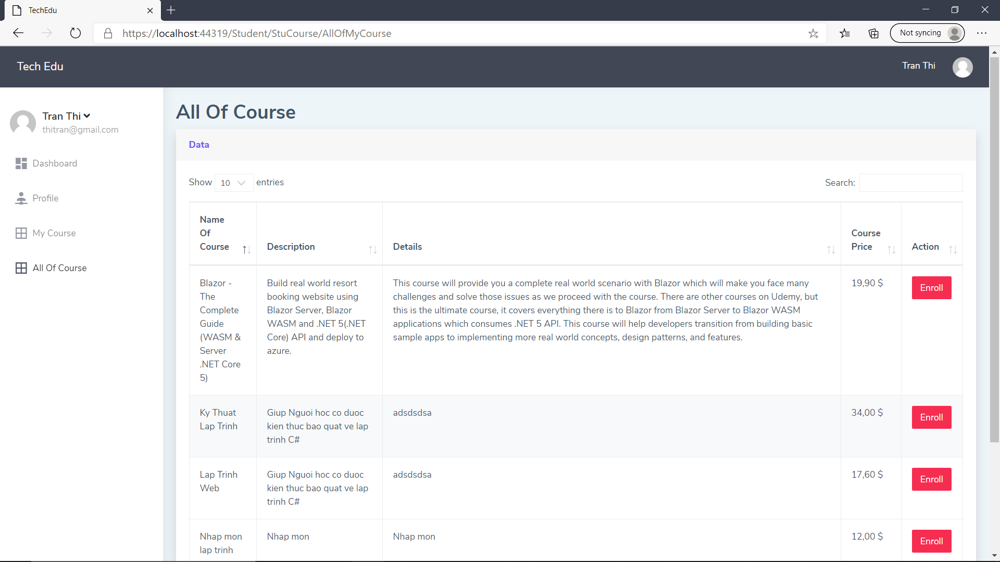 TechEdu
https://localhost:44319/Student/StuCourse/AllOfMyCourse
Not syncing
Tech Edu
Tran Thi
Tran Thi
thitran@gmail.com
Dashboard
Profile
My Course
All Of Course
All Of Course
Data
Show 10 entries
Search:
Name
Of
Course
Description
Details
Course
Price
Action
Blazor -
The
Complete
Guide
(WASM &
Server
.NET Core
5)
Build real world resort
booking website using
Blazor Server, Blazor
WASM and .NET 5(.NET
Core) API and deploy to
azure.
This course will provide you a complete real world scenario with Blazor which will make you face many
challenges and solve those issues as we proceed with the course. There are other courses on Udemy, but
this is the ultimate course, it covers everything there is to Blazor from Blazor Server to Blazor WASM
applications which consumes .NET 5 API. This course will help developers transition from building basic
sample apps to implementing more real world concepts, design patterns, and features.
19,90 $
Enroll
Ky Thuat
Lap Trinh
Giup Nguoi hoc co duoc
kien thuc bao quat ve lap
trinh C#
adsdsdsa
34,00 $
Enroll
Lap Trinh
Web
Giup Nguoi hoc co duoc
kien thuc bao quat ve lap
trinh C#
adsdsdsa
17,60 $
Enroll
Nhap mon
lap trinh
Nhap mon
Nhap mon
12,00 $
Enroll